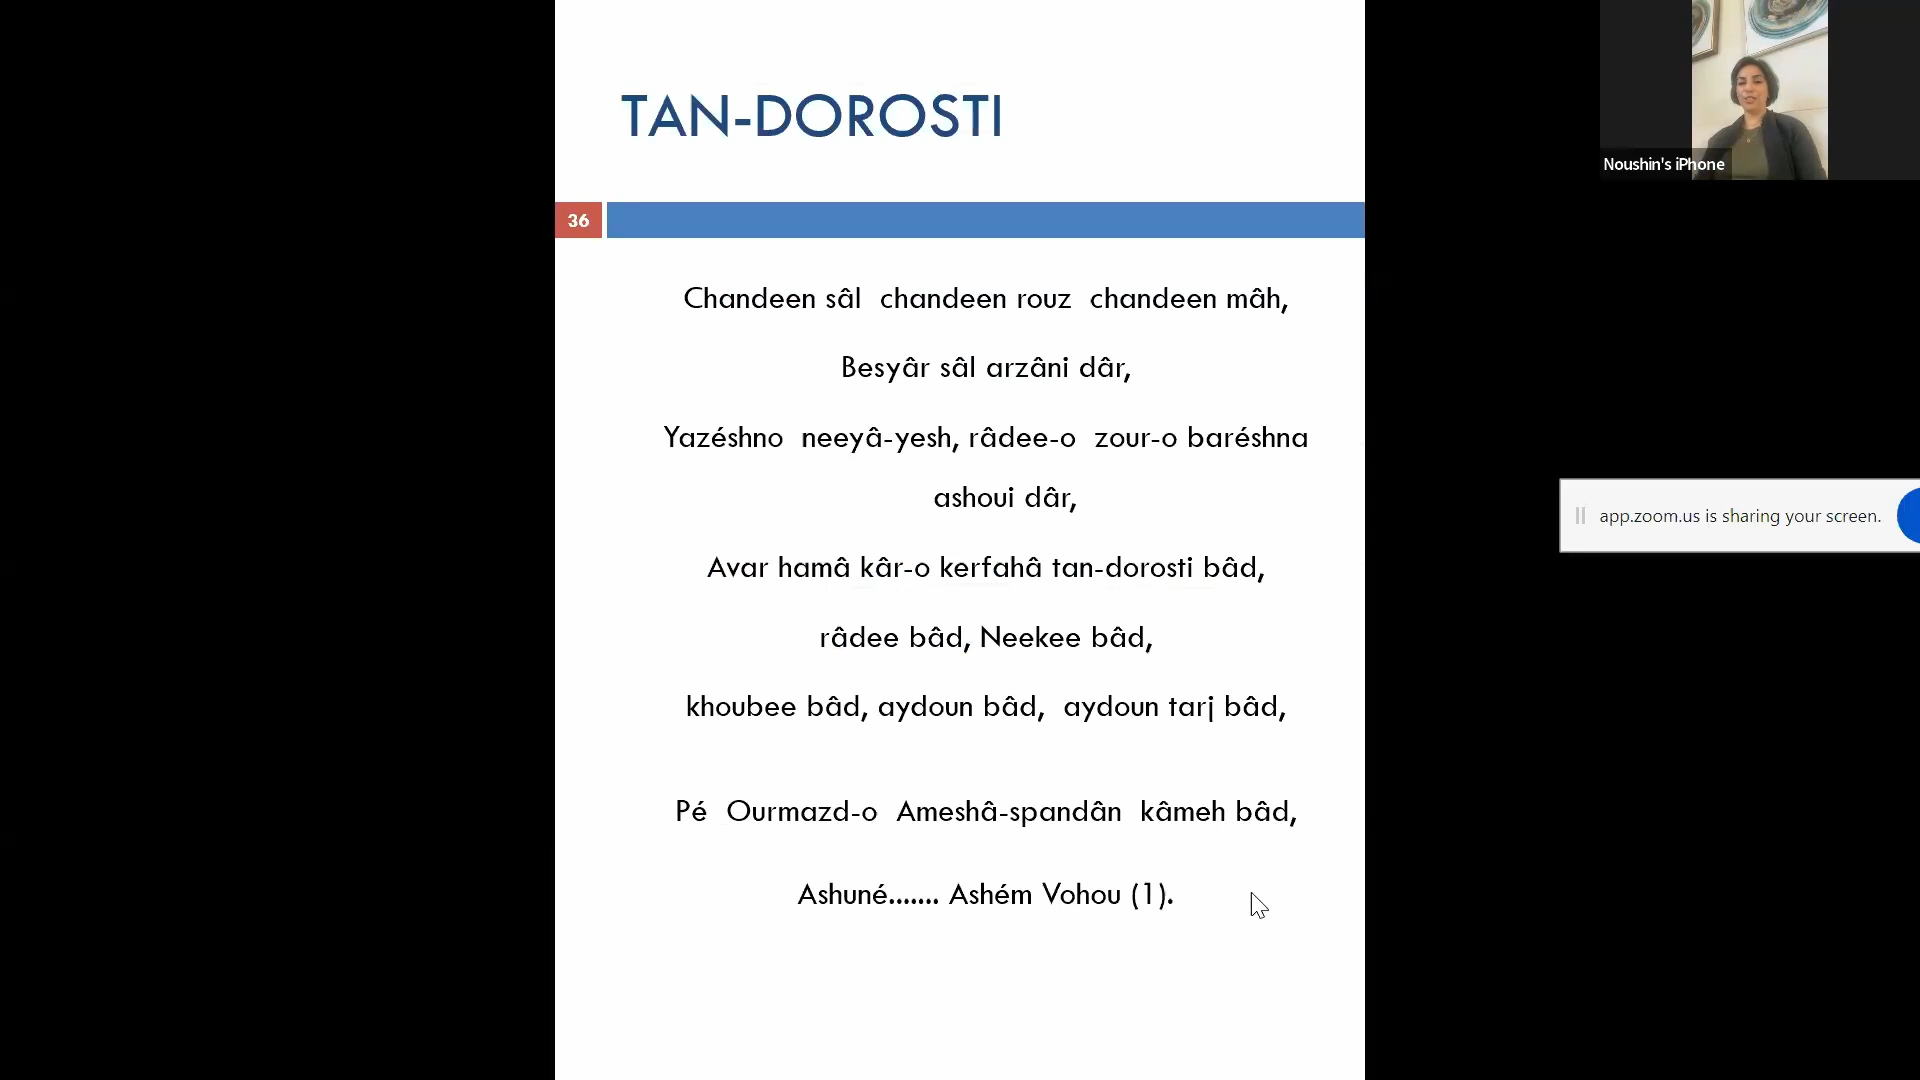 TAN-DOROSTI
36
Chandeen sâl chandeen rouz chandeen mâh,
Besyâr sâl arzâni dâr,
Yazéshno neeyâ-yesh, râdee-o zour-o baréshna
ashoui dâr,
Avar hamâ kâr-o kerfahâ tan-dorosti bâd,
râdee bâd, Neekee bâd,
khoubee bâd, aydoun bâd, aydoun tarj bâd,
Pé Ourmazd-o Ameshâ-spandân kâmeh bâd,
Ashuné....... Ashém Vohou (1).
Noushin's iPhone
app.zoom.us is sharing your screen.